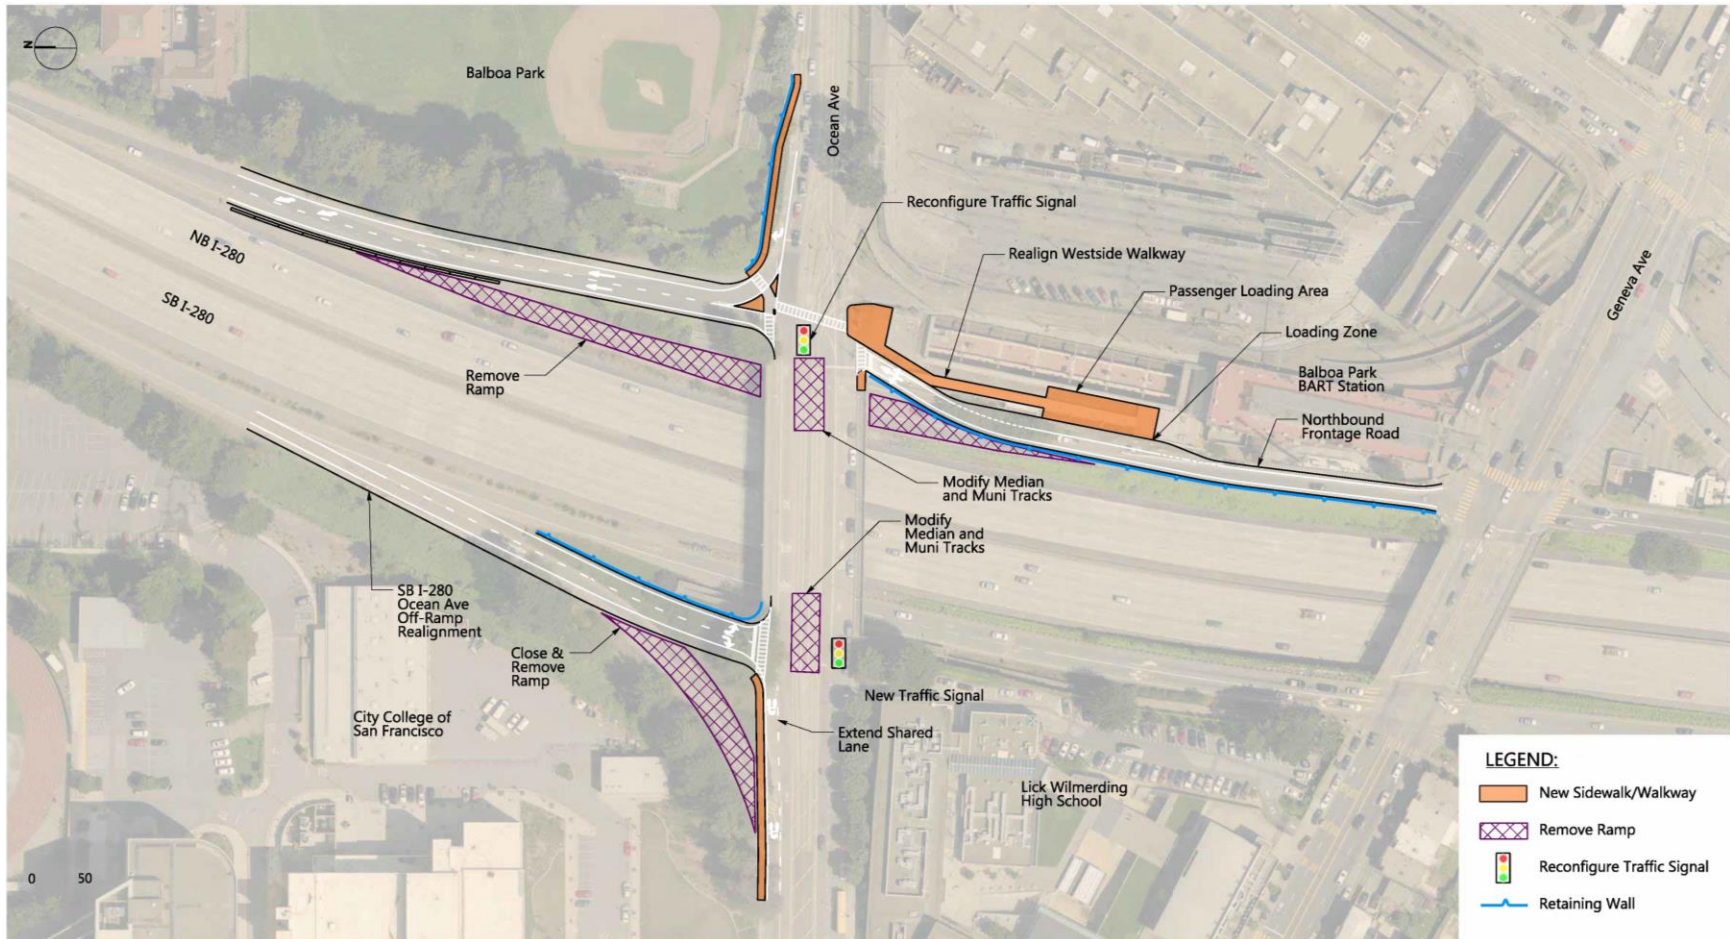 N
Balboa Park
Ocean Ave
Reconfigure Traffic Signal
NB I-280
Realign Westside Walkway
Geneva Ave
Passenger Loading Area
SB I-280
Loading Zone
Remove
Ramp
Balboa Park
BART Station
Northbound
Frontage Road
Modify Median
and Muni Tracks
Modify
Median and
Muni Tracks
SB I-280
Ocean Ave
Off-Ramp
Realignment
Close &
Remove
Ramp
New Traffic Signal
City College of
San Francisco
Extend Shared
Lane
Lick Wilmerding
High School
0 50
LEGEND:
New Sidewalk/Walkway
Remove Ramp
Reconfigure Traffic Signal
Retaining Wall